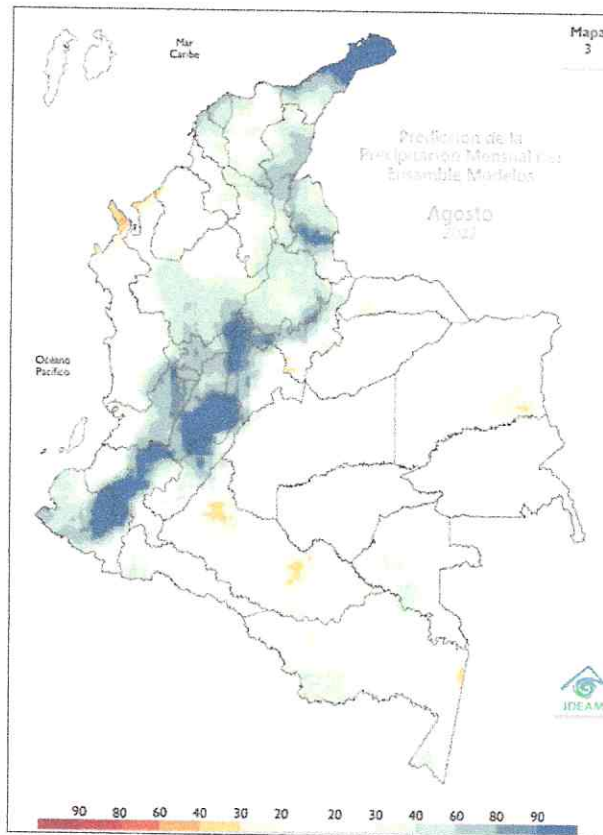 Mar
Caribe
Mapa
3
Predicción de la
Precipitación Mensual
Ensamble Modelos
Agosto
2022
Océano
Pacífico
IDEAM
90 80 60 40 30 20 20 30 40 60 80 90